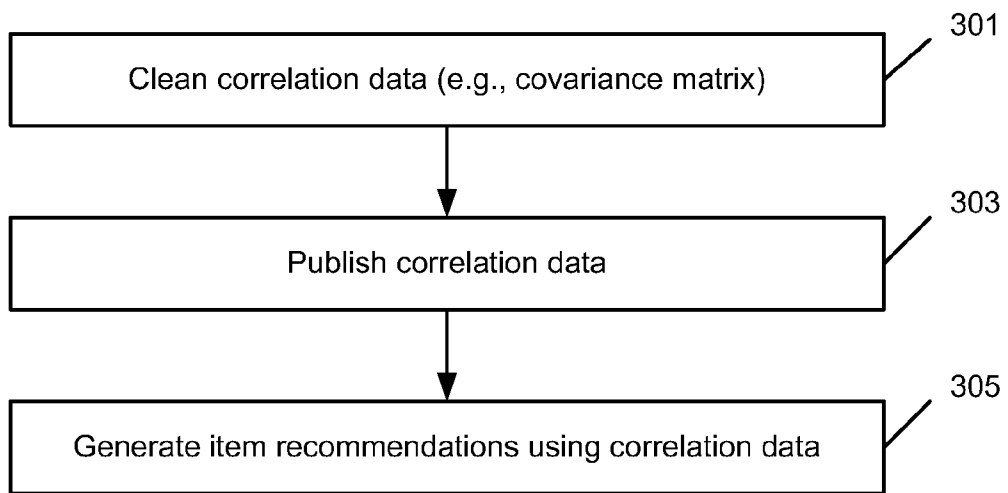 301
Clean correlation data (e.g., covariance matrix)
303
Publish correlation data
305
Generate item recommendations using correlation data